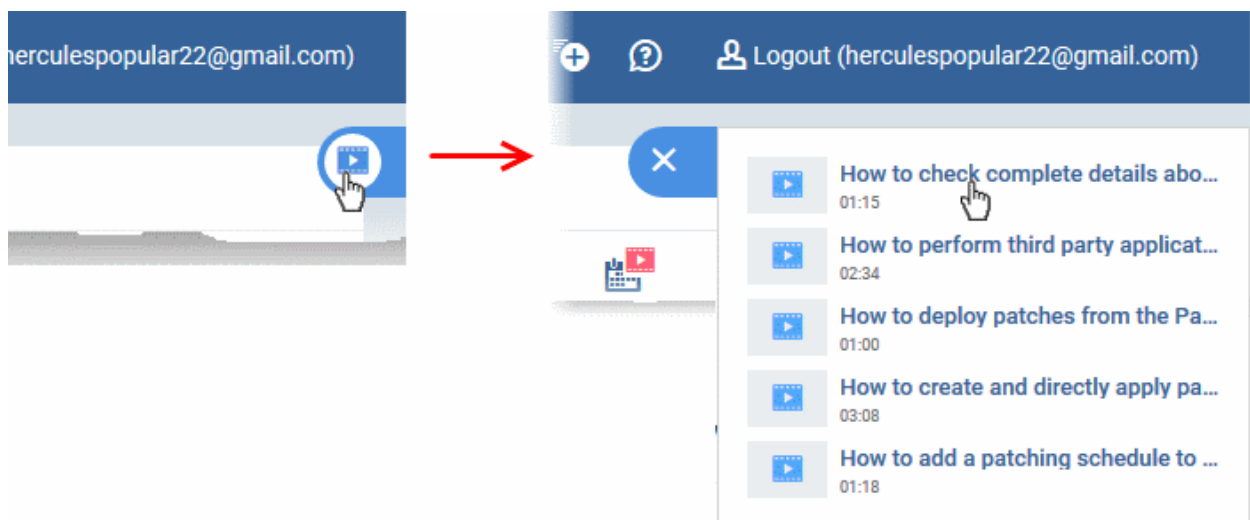 herculespopular22@gmail.com)
Logout (herculespopular22@gmail.com)
How to check complete details abo...
01:15
How to perform third party applicat...
02:34
How to deploy patches from the Pa...
01:00
How to create and directly apply pa...
03:08
How to add a patching schedule to ...
01:18